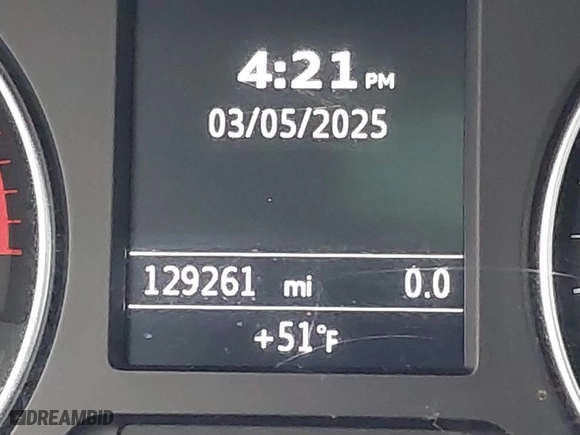 4:21 PM
03/05/2025
129261 mi 0.0
+51°F
DREAMBID